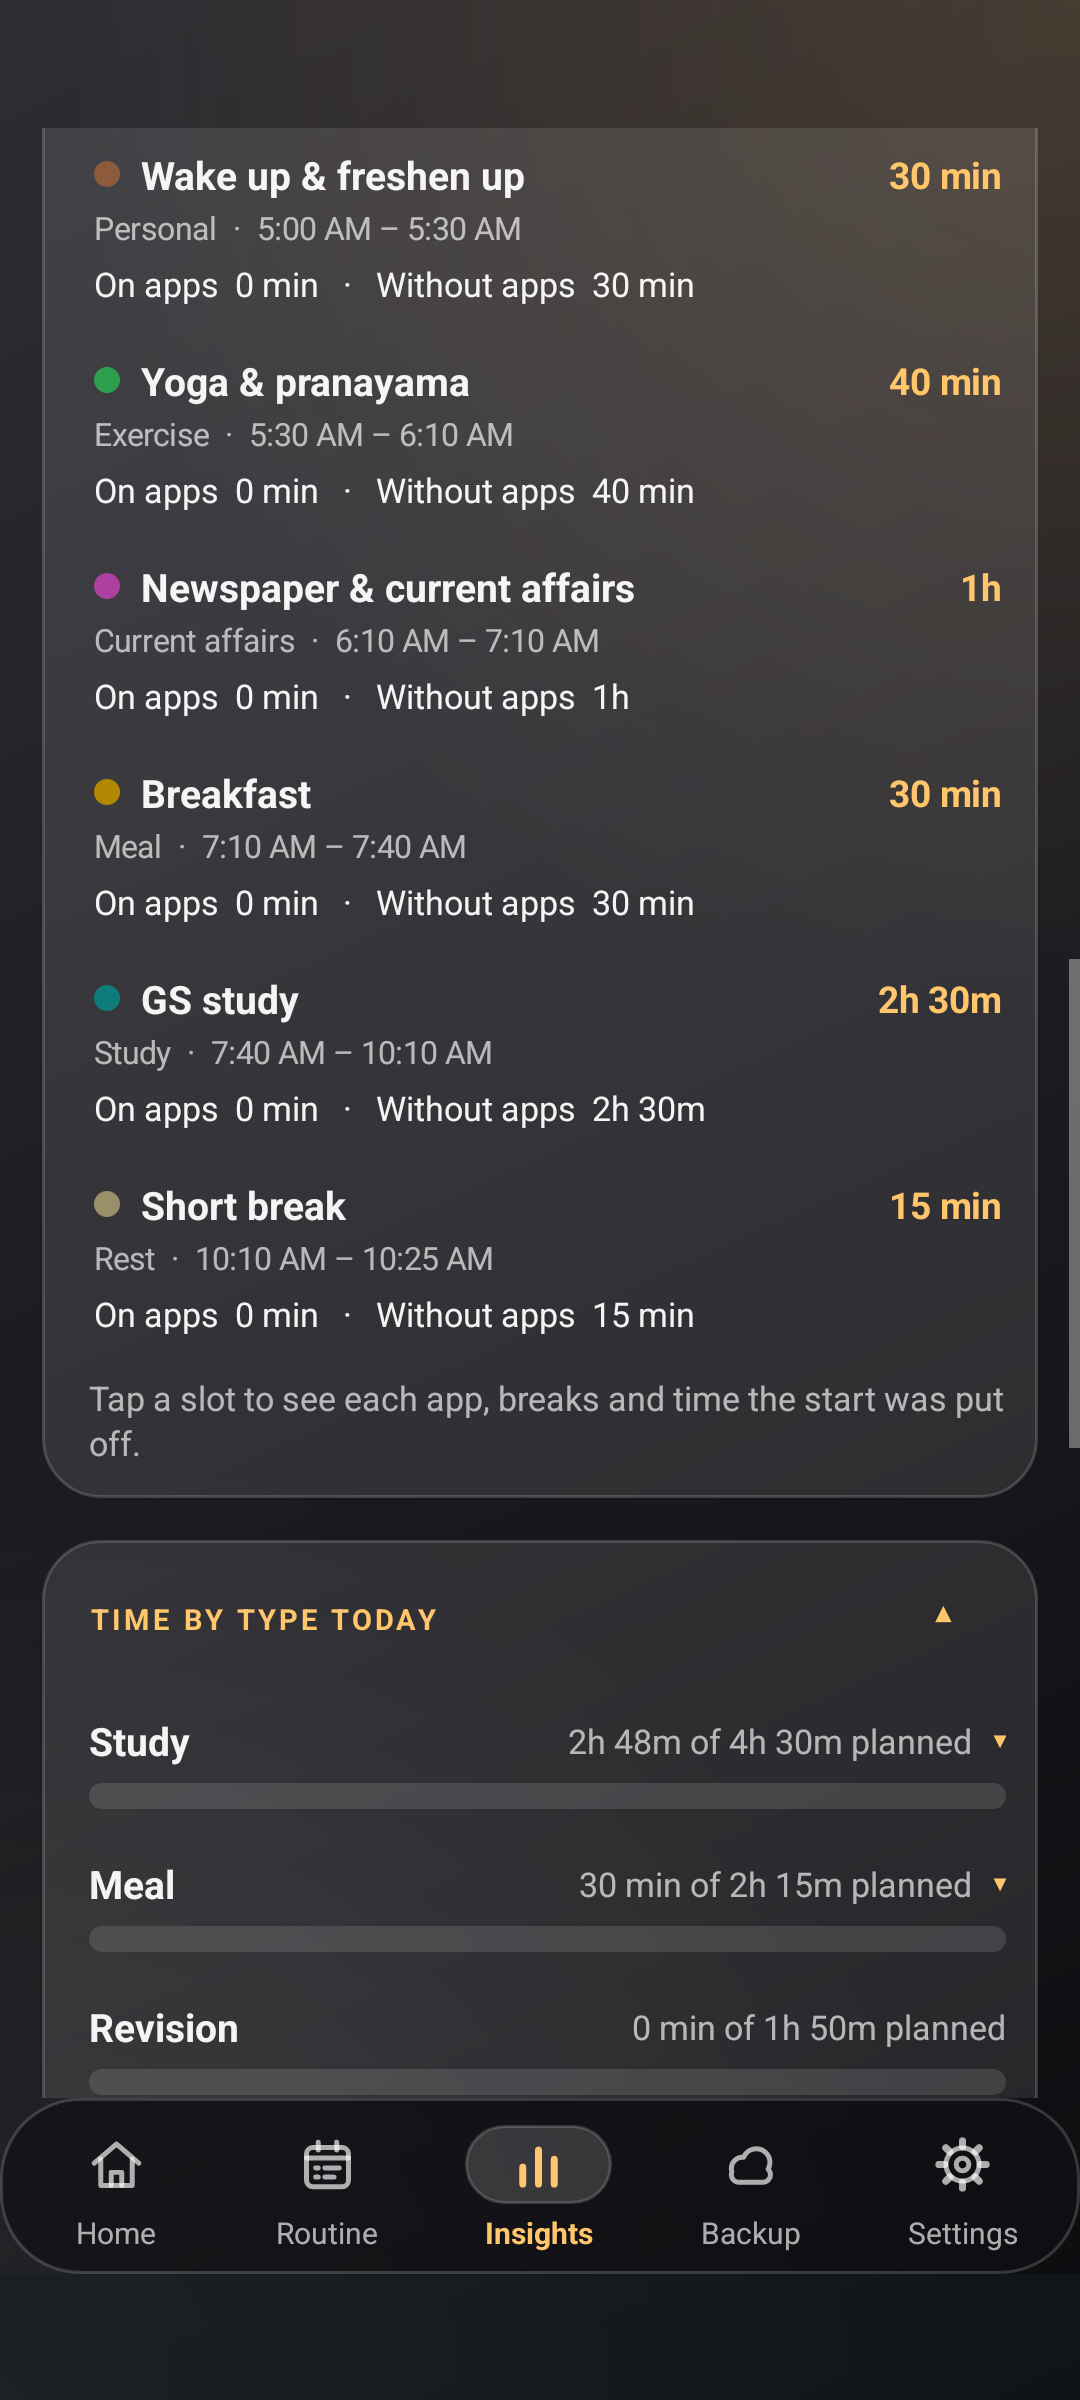 Wake up & freshen up 30 min
Personal · 5:00 AM – 5:30 AM
On apps 0 min · Without apps 30 min
Yoga & pranayama 40 min
Exercise · 5:30 AM – 6:10 AM
On apps 0 min · Without apps 40 min
Newspaper & current affairs 1h
Current affairs · 6:10 AM – 7:10 AM
On apps 0 min · Without apps 1h
Breakfast 30 min
Meal · 7:10 AM – 7:40 AM
On apps 0 min · Without apps 30 min
GS study 2h 30m
Study · 7:40 AM – 10:10 AM
On apps 0 min · Without apps 2h 30m
Short break 15 min
Rest · 10:10 AM – 10:25 AM
On apps 0 min · Without apps 15 min
Tap a slot to see each app, breaks and time the start was put
off.
TIME BY TYPE TODAY ▲
Study 2h 48m of 4h 30m planned ▼
Meal 30 min of 2h 15m planned ▼
Revision 0 min of 1h 50m planned
Home Routine Insights Backup Settings